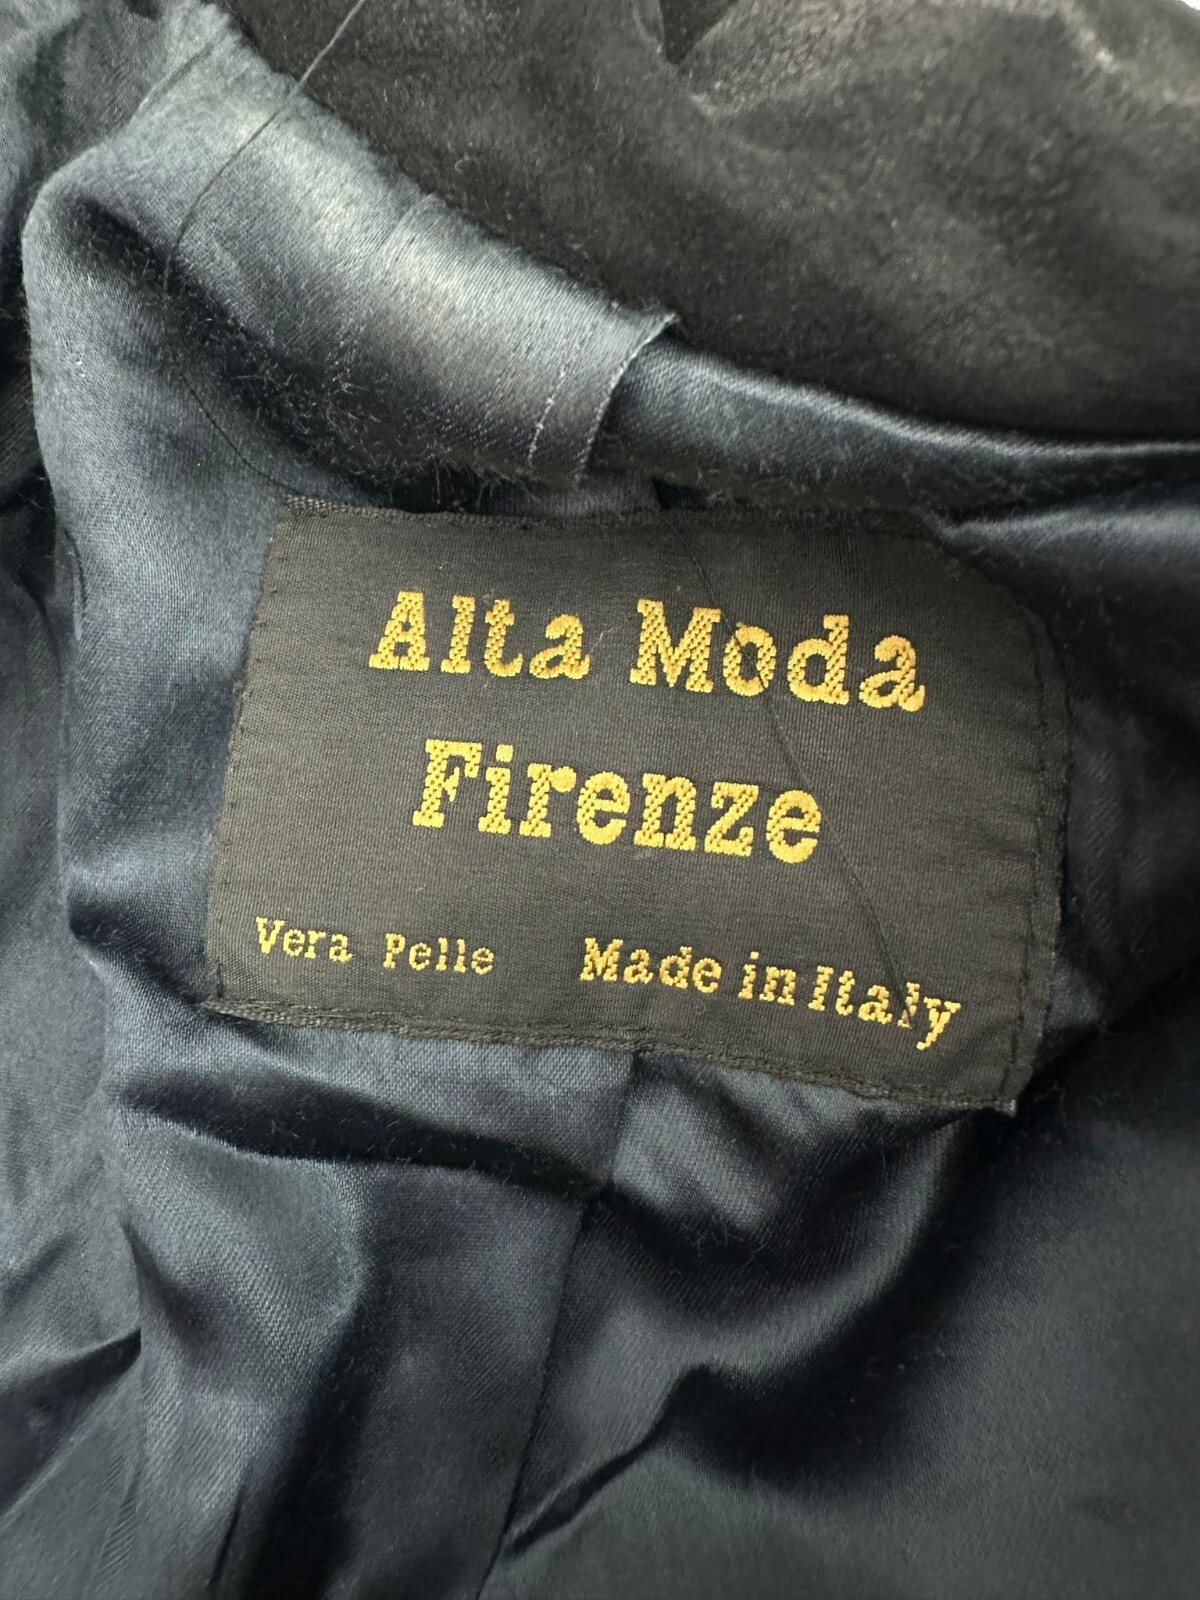 Alta Moda
Firenze
Vera Pelle Made in Italy